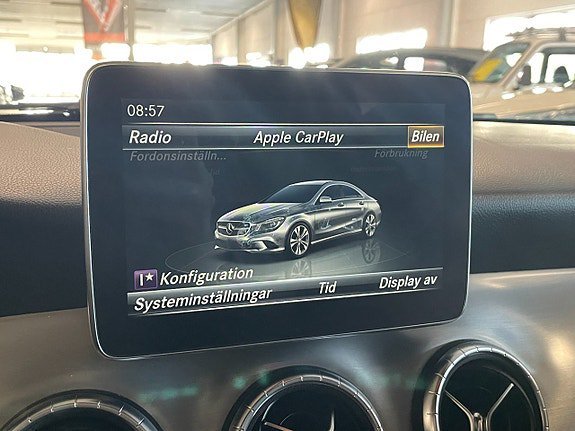 08:57
Radio Apple CarPlay Bilen
Fordonsinställn... Förbrukning
Konfiguration
Systeminställningar Tid Display av